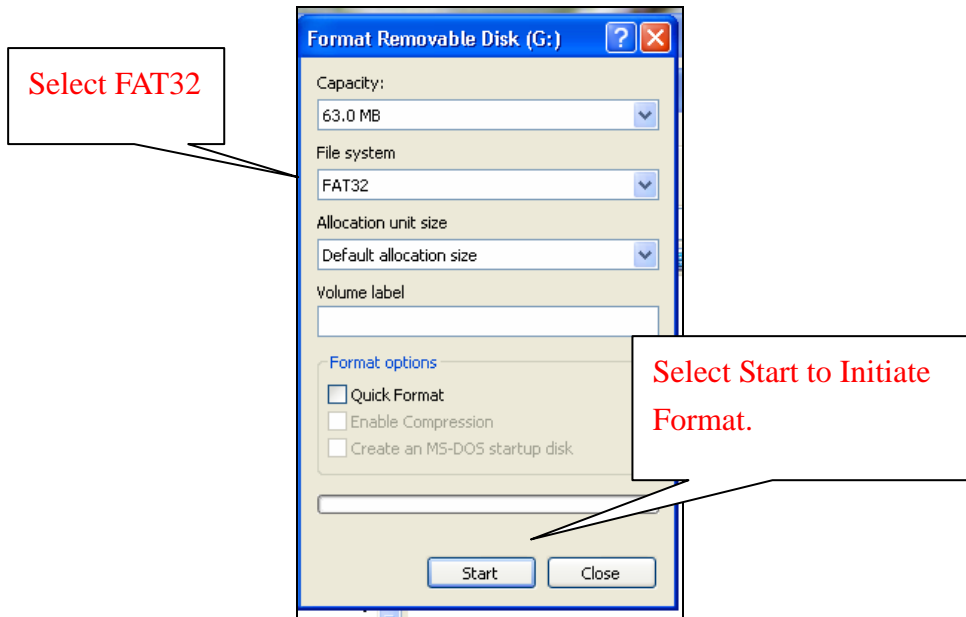 Format Removable Disk (G:)
Select FAT32
Capacity:
63.0 MB
File system
FAT32
Allocation unit size
Default allocation size
Volume label
Format options
Quick Format
Enable Compression
Create an MS-DOS startup disk
Select Start to Initiate
Format.
Start
Close